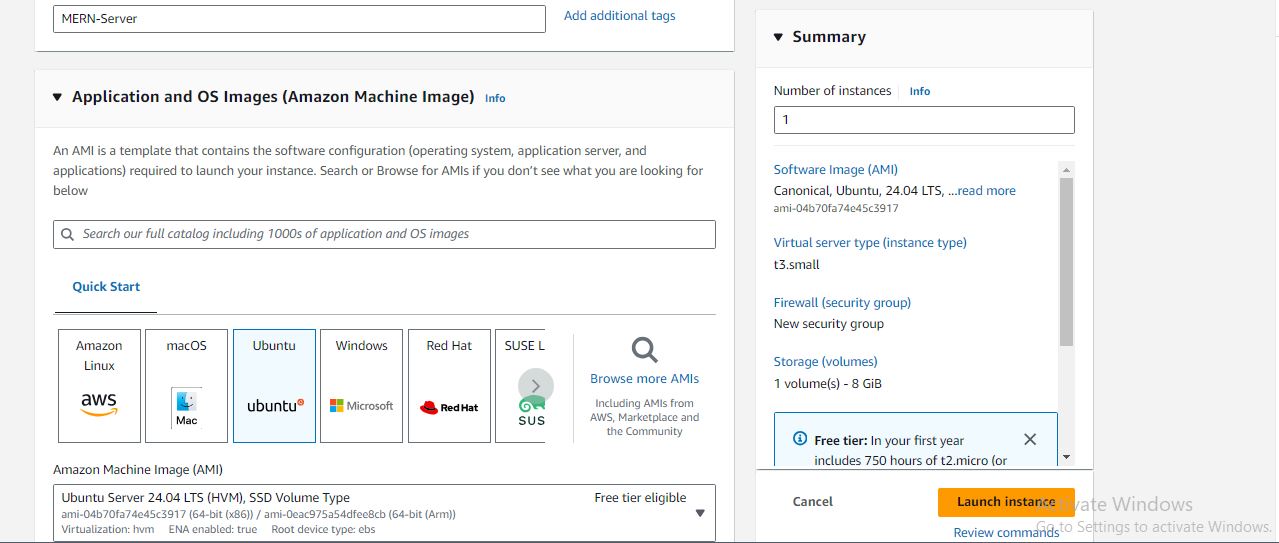 MERN-Server
Add additional tags
Application and OS Images (Amazon Machine Image) Info
An AMI is a template that contains the software configuration (operating system, application server, and
applications) required to launch your instance. Search or Browse for AMIs if you don't see what you are looking for
below
Search our full catalog including 1000s of application and OS images
Quick Start
Amazon
Linux
aws
macOS
Mac
Ubuntu
ubuntu
Windows
Microsoft
Red Hat
Red Hat
SUSE L
SUS
Browse more AMIs
Including AMIs from
AWS, Marketplace and
the Community
Amazon Machine Image (AMI)
Ubuntu Server 24.04 LTS (HVM), SSD Volume Type
Free tier eligible
ami-04b70fa74e45c3917 (64-bit (x86)) / ami-0eac975a54dfee8cb (64-bit (Arm))
Virtualization: hvm ENA enabled: true Root device type: ebs
Summary
Number of instances Info
1
Software Image (AMI)
Canonical, Ubuntu, 24.04 LTS, ...read more
ami-04b70fa74e45c3917
Virtual server type (instance type)
t3.small
Firewall (security group)
New security group
Storage (volumes)
1 volume(s) - 8 GiB
Free tier: In your first year
includes 750 hours of t2.micro (or
Cancel
Launch instance
Review commands
Activate Windows
Go to Settings to activate Windows.